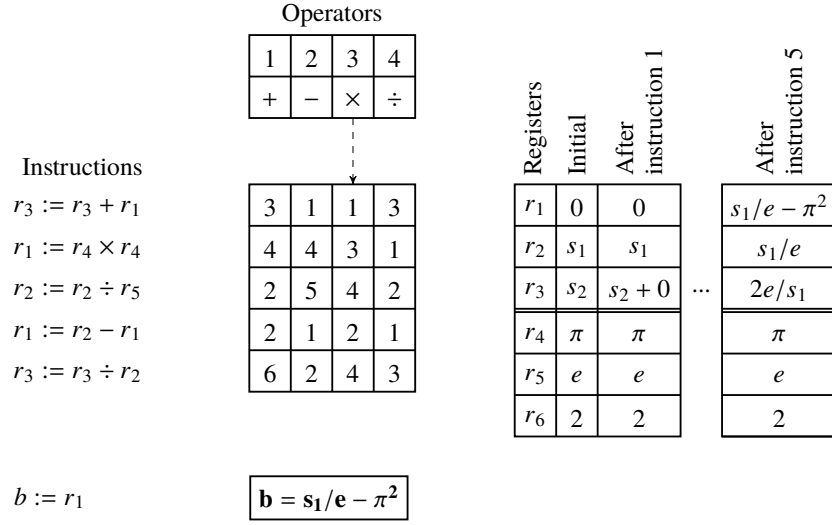 Operators
1 2 3 4
+ − × ÷
Instructions
r₃ := r₃ + r₁
r₁ := r₄ × r₄
r₂ := r₂ ÷ r₅
r₁ := r₂ − r₁
r₃ := r₃ ÷ r₂
3 1 1 3
4 4 3 1
2 5 4 2
2 1 2 1
6 2 4 3
b := r₁
b = s₁/e − π²
Registers
Initial
After
instruction 1
After
instruction 5
r₁ 0 0 s₁/e − π²
r₂ s₁ s₁ s₁/e
r₃ s₂ s₂ + 0 ... 2e/s₁
r₄ π π π
r₅ e e e
r₆ 2 2 2